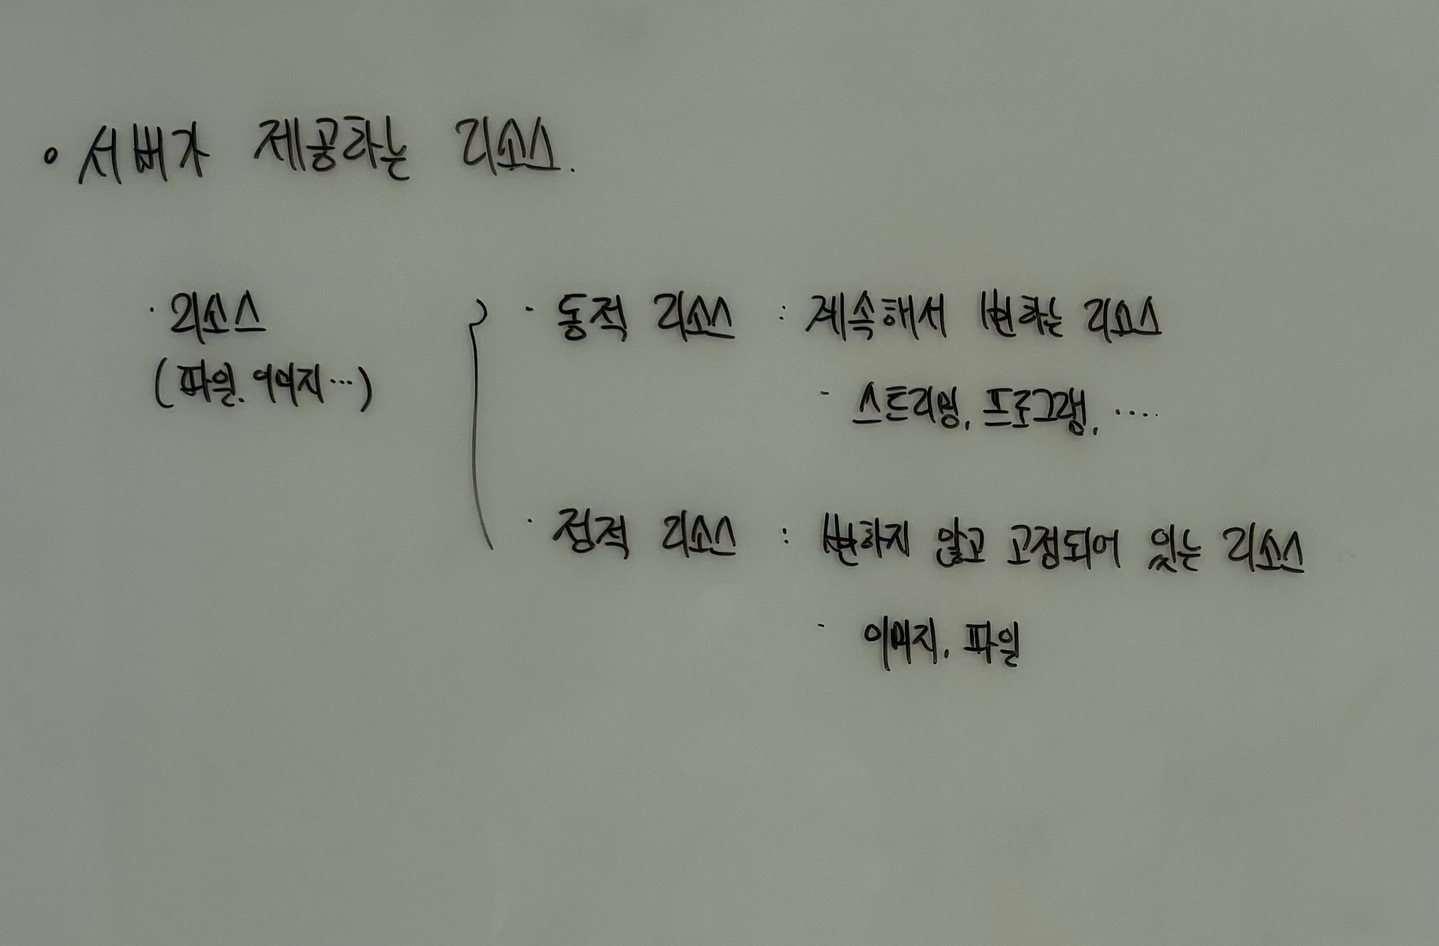 • 서버가 제공하는 리소스.
· 리소스
(파일, 이미지…)
· 동적 리소스 : 계속해서 변하는 리소스
- 스트리밍, 프로그램, ….
· 정적 리소스 : 변하지 않고 고정되어 있는 리소스
- 이미지, 파일